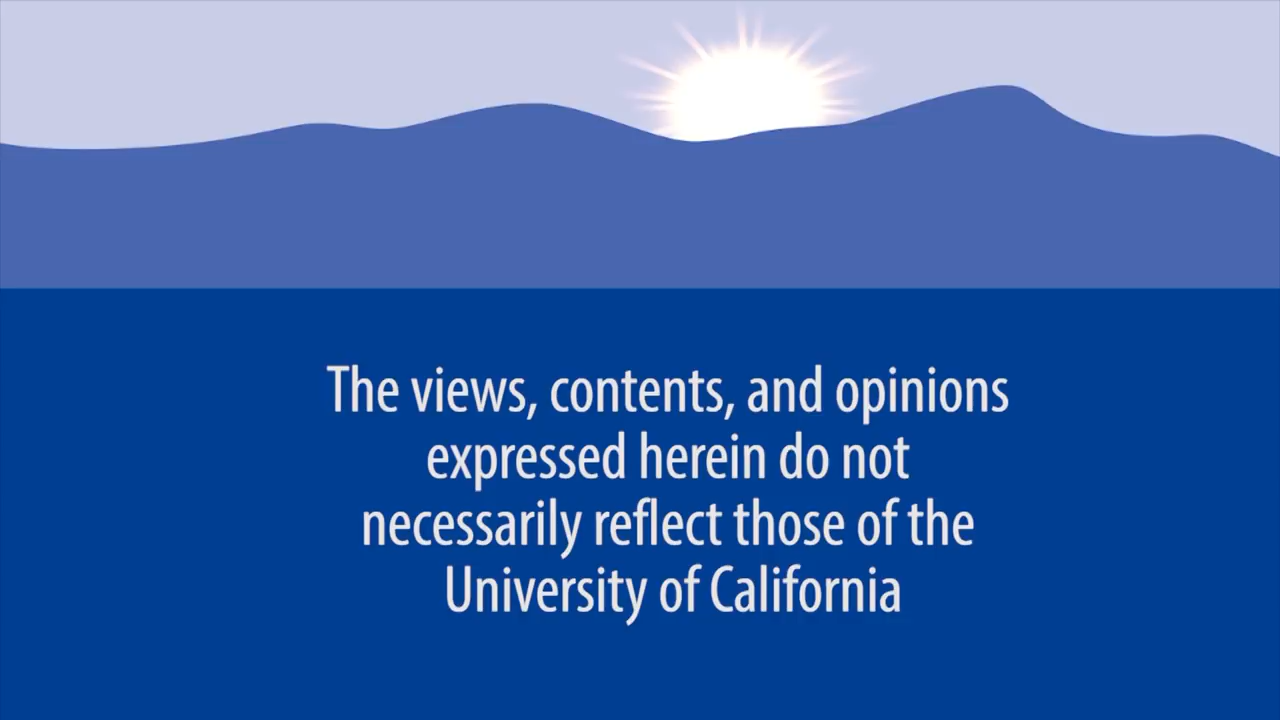 The views, contents, and opinions
expressed herein do not
necessarily reflect those of the
University of California